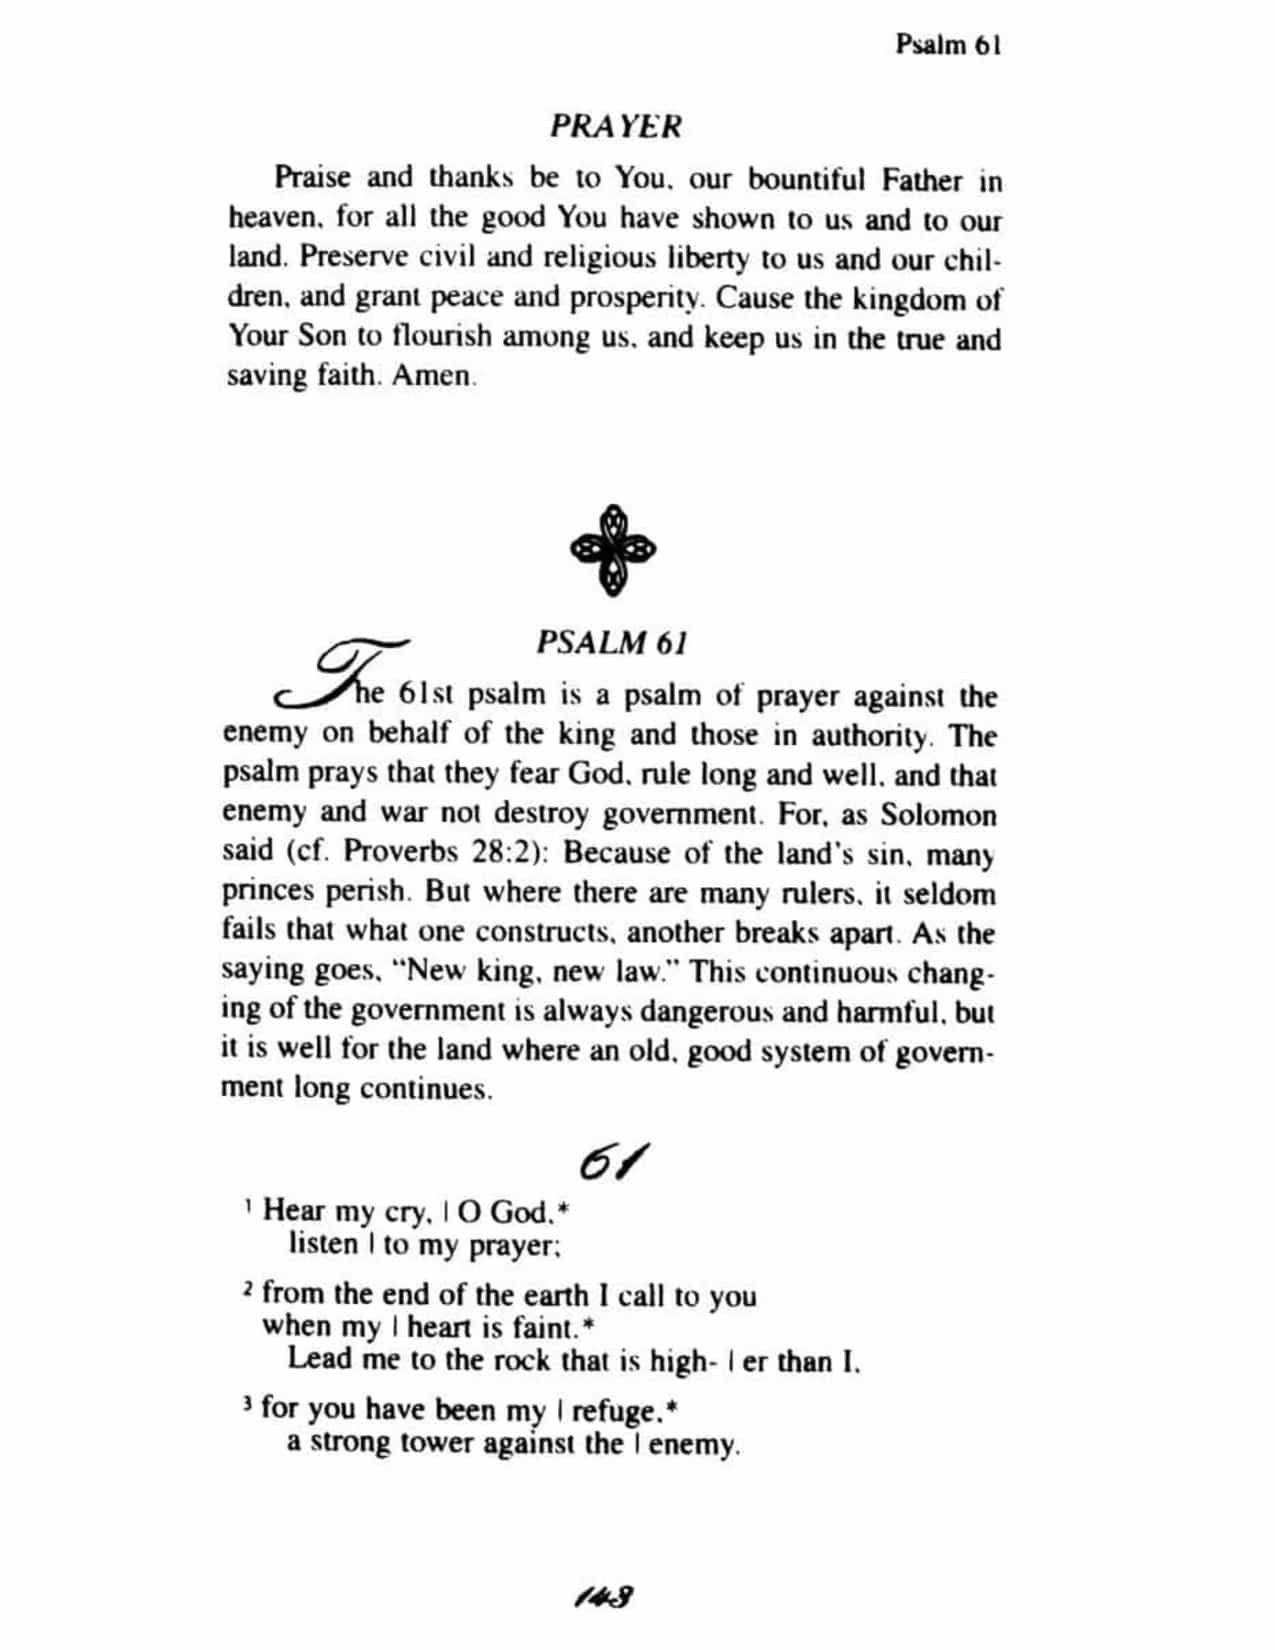 Psalm 61
PRAYER
Praise and thanks be to You, our bountiful Father in
heaven, for all the good You have shown to us and to our
land. Preserve civil and religious liberty to us and our chil-
dren, and grant peace and prosperity. Cause the kingdom of
Your Son to flourish among us, and keep us in the true and
saving faith. Amen.
PSALM 61
The 61st psalm is a psalm of prayer against the
enemy on behalf of the king and those in authority. The
psalm prays that they fear God, rule long and well, and that
enemy and war not destroy government. For, as Solomon
said (cf. Proverbs 28:2): Because of the land's sin, many
princes perish. But where there are many rulers, it seldom
fails that what one constructs, another breaks apart. As the
saying goes, “New king, new law.” This continuous chang-
ing of the government is always dangerous and harmful, but
it is well for the land where an old, good system of govern-
ment long continues.
61
1 Hear my cry, | O God,*
listen | to my prayer;
2 from the end of the earth I call to you
when my | heart is faint.*
Lead me to the rock that is high- | er than I,
3 for you have been my | refuge,*
a strong tower against the | enemy.
143